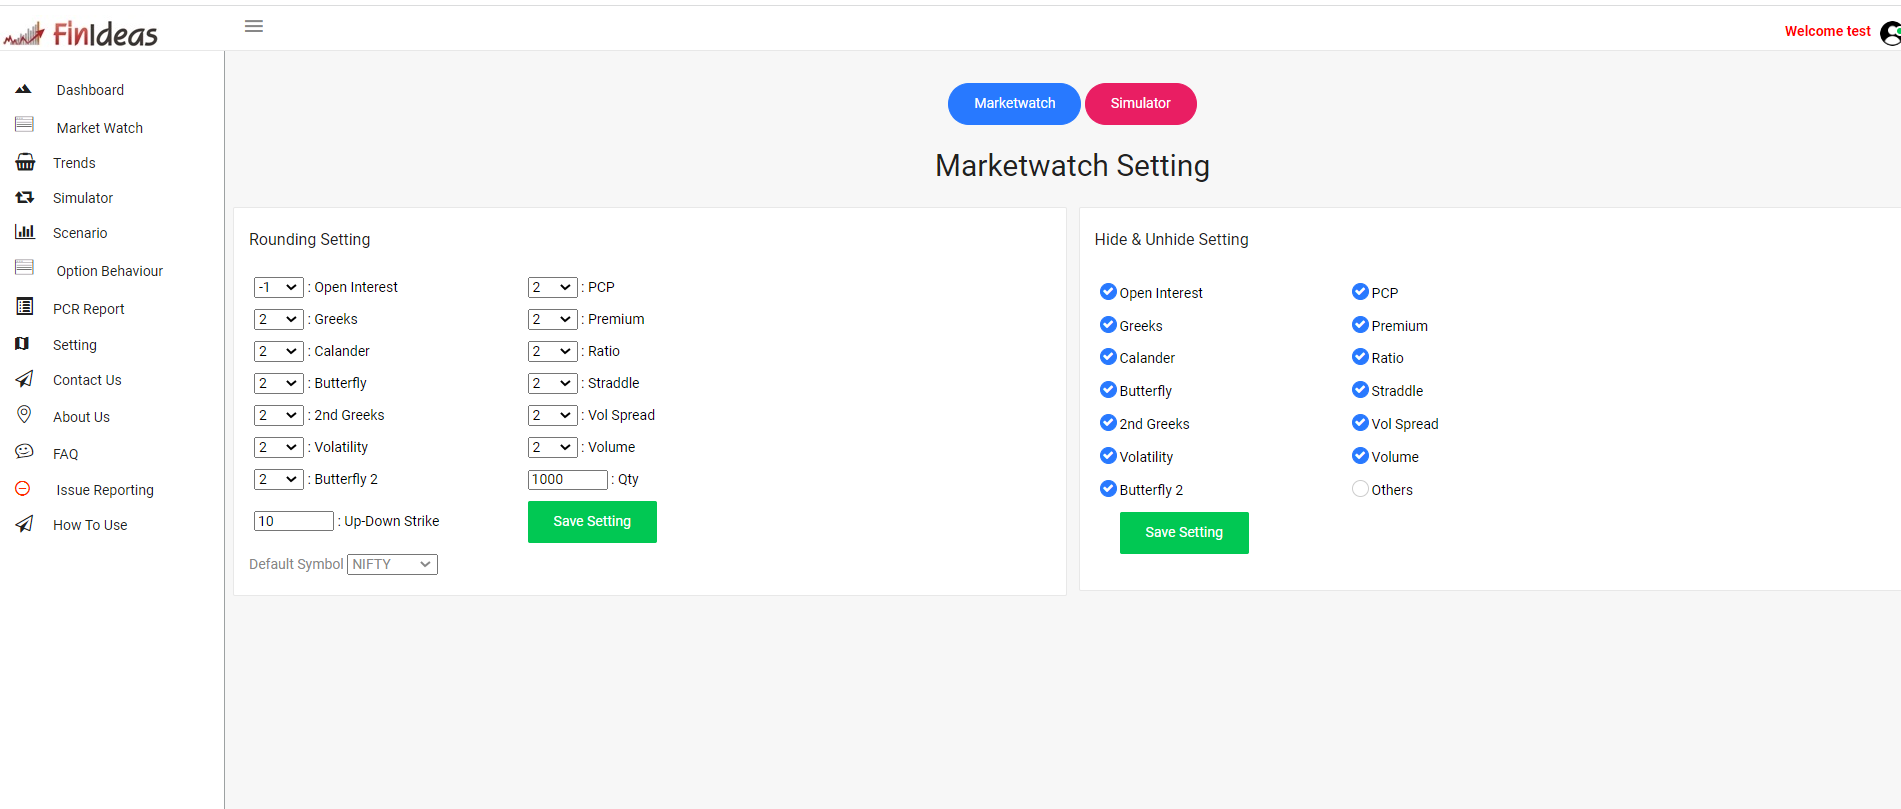 FinIdeas
Welcome test
Dashboard
Market Watch
Trends
Simulator
Scenario
Option Behaviour
PCR Report
Setting
Contact Us
About Us
FAQ
Issue Reporting
How To Use
Marketwatch Simulator
Marketwatch Setting
Rounding Setting
-1 : Open Interest 2 : PCP
2 : Greeks 2 : Premium
2 : Calander 2 : Ratio
2 : Butterfly 2 : Straddle
2 : 2nd Greeks 2 : Vol Spread
2 : Volatility 2 : Volume
2 : Butterfly 2 1000 : Qty
10 : Up-Down Strike Save Setting
Default Symbol NIFTY
Hide & Unhide Setting
Open Interest PCP
Greeks Premium
Calander Ratio
Butterfly Straddle
2nd Greeks Vol Spread
Volatility Volume
Butterfly 2 Others
Save Setting